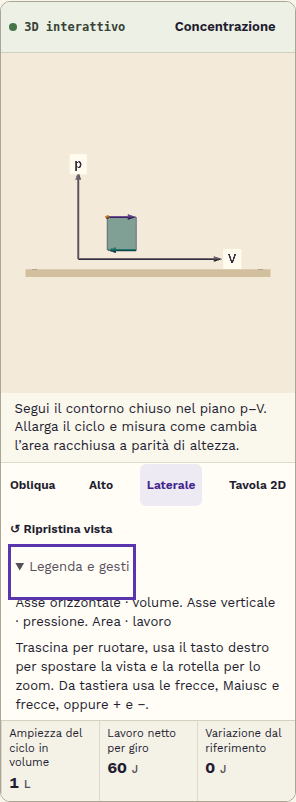 3D interattivo
Concentrazione
p
V
Segui il contorno chiuso nel piano p–V.
Allarga il ciclo e misura come cambia
l’area racchiusa a parità di altezza.
Obliqua Alto Laterale Tavola 2D
↺ Ripristina vista
▼ Legenda e gesti
Asse orizzontale · volume. Asse verticale
· pressione. Area · lavoro
Trascina per ruotare, usa il tasto destro
per spostare la vista e la rotella per lo
zoom. Da tastiera usa le frecce, Maiusc e
frecce, oppure + e −.
Ampiezza del
ciclo in
volume
1 L
Lavoro netto
per giro
60 J
Variazione dal
riferimento
0 J